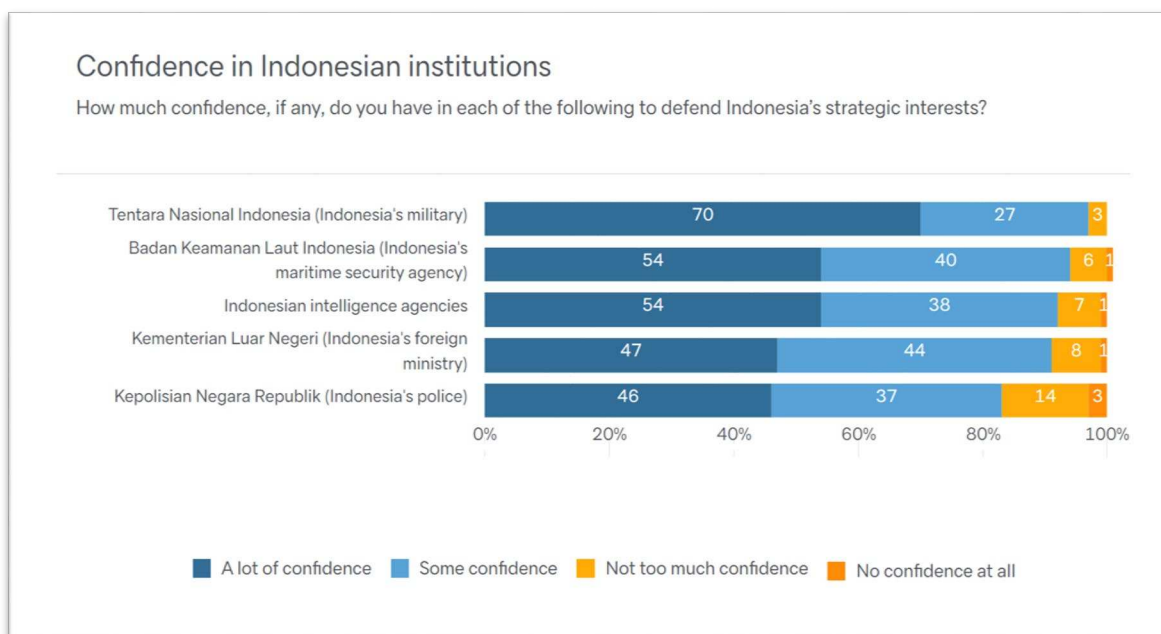 Confidence in Indonesian institutions
How much confidence, if any, do you have in each of the following to defend Indonesia's strategic interests?
Tentara Nasional Indonesia (Indonesia's military)
70 27 3
Badan Keamanan Laut Indonesia (Indonesia's
maritime security agency)
54 40 6 1
Indonesian intelligence agencies
54 38 7 1
Kementerian Luar Negeri (Indonesia's foreign
ministry)
47 44 8 1
Kepolisian Negara Republik (Indonesia's police)
46 37 14 3
0% 20% 40% 60% 80% 100%
A lot of confidence Some confidence Not too much confidence No confidence at all